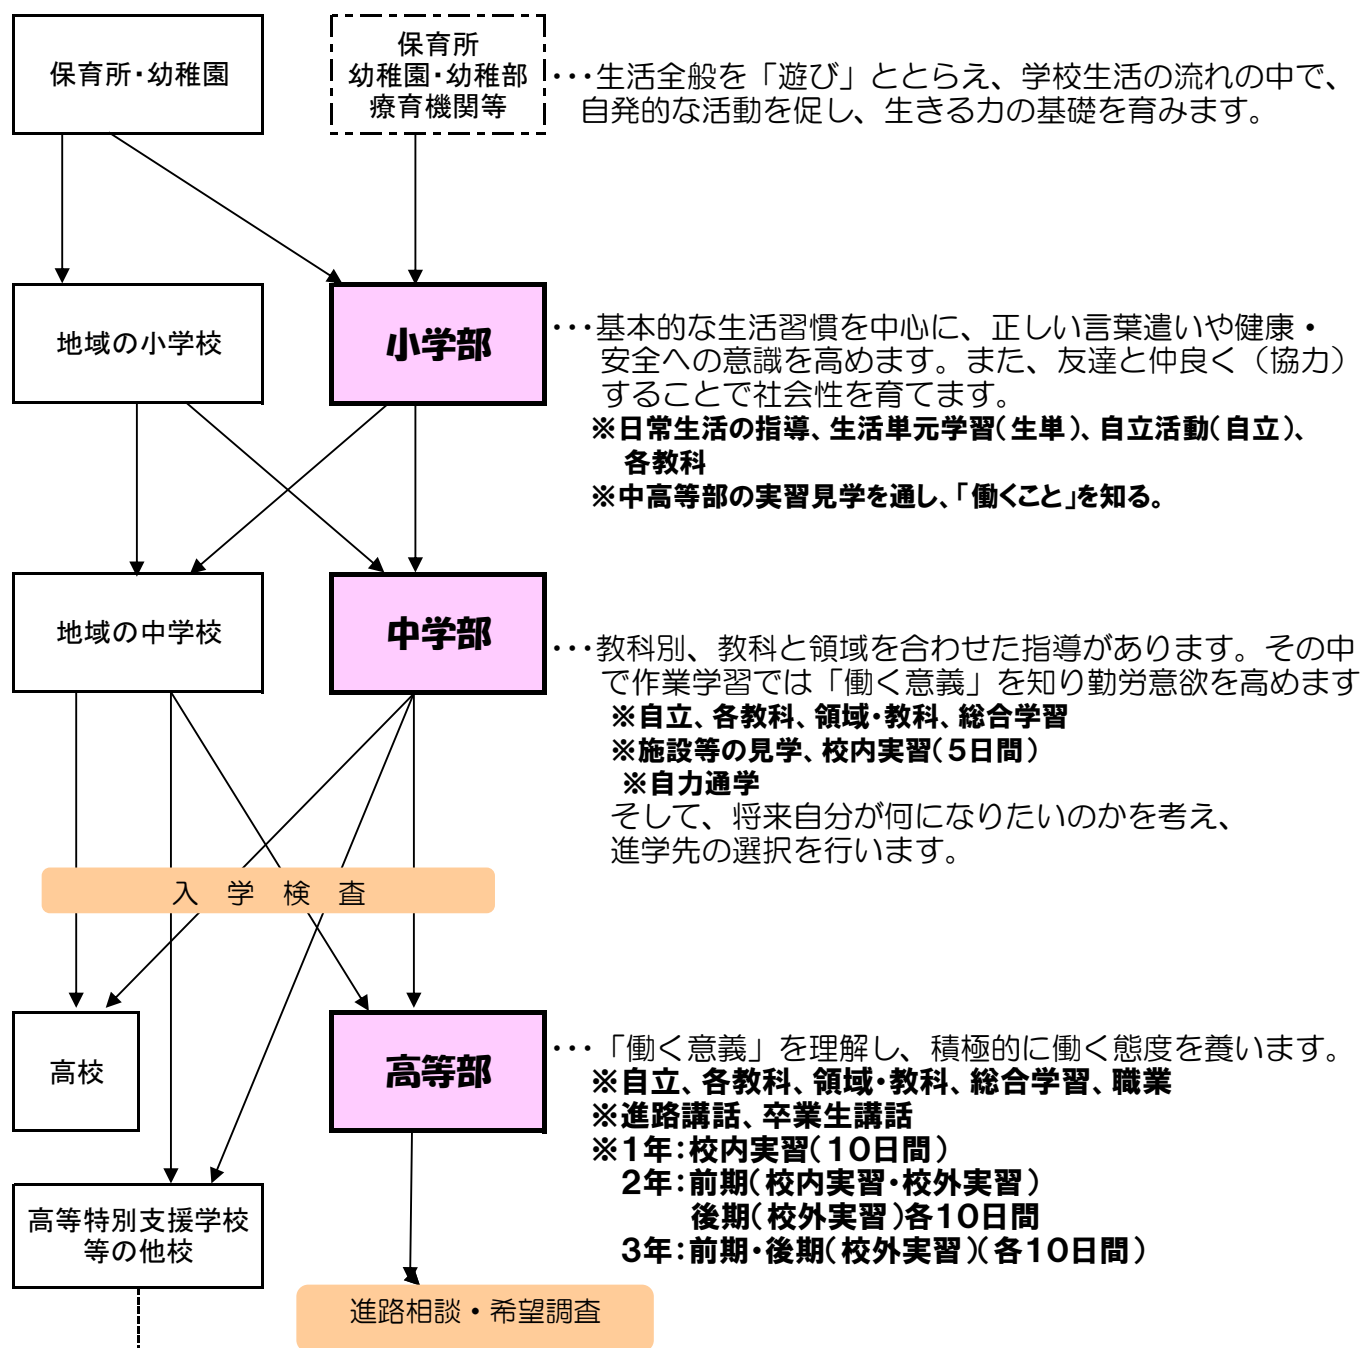 保育所・幼稚園
保育所
幼稚園・幼稚部
療育機関等
・・・生活全般を「遊び」ととらえ、学校生活の流れの中で、
自発的な活動を促し、生きる力の基礎を育みます。
地域の小学校
小学部
・・・基本的な生活習慣を中心に、正しい言葉遣いや健康・
安全への意識を高めます。また、友達と仲良く（協力）
することで社会性を育てます。
※日常生活の指導、生活単元学習(生単)、自立活動(自立)、
各教科
※中高等部の実習見学を通し、「働くこと」を知る。
地域の中学校
中学部
・・・教科別、教科と領域を合わせた指導があります。その中
で作業学習では「働く意義」を知り勤労意欲を高めます
※自立、各教科、領域・教科、総合学習
※施設等の見学、校内実習(5日間)
※自力通学
そして、将来自分が何になりたいのかを考え、
進学先の選択を行います。
入　学　検　査
高校
高等部
・・・「働く意義」を理解し、積極的に働く態度を養います。
※自立、各教科、領域・教科、総合学習、職業
※進路講話、卒業生講話
※1年：校内実習(10日間)
2年：前期(校内実習・校外実習)
後期(校外実習)各10日間
3年：前期・後期(校外実習)(各10日間)
高等特別支援学校
等の他校
進路相談・希望調査